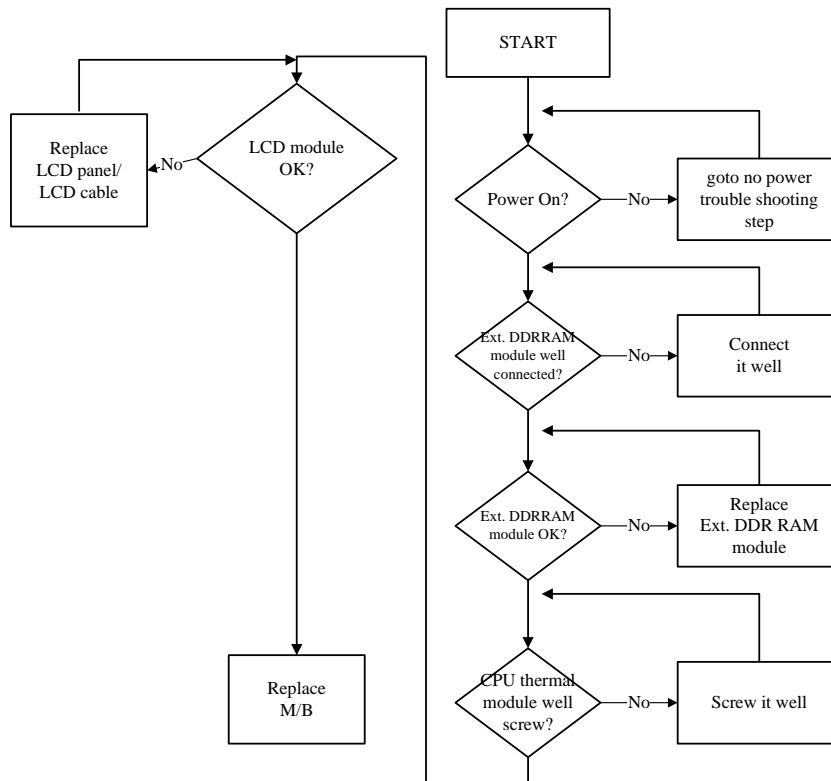 START
Power On?
No
goto no power
trouble shooting
step
Ext. DDRRAM
module well
connected?
No
Connect
it well
Ext. DDRRAM
module OK?
No
Replace
Ext. DDR RAM
module
CPU thermal
module well
screw?
No
Screw it well
LCD module
OK?
No
Replace
LCD panel/
LCD cable
Replace
M/B